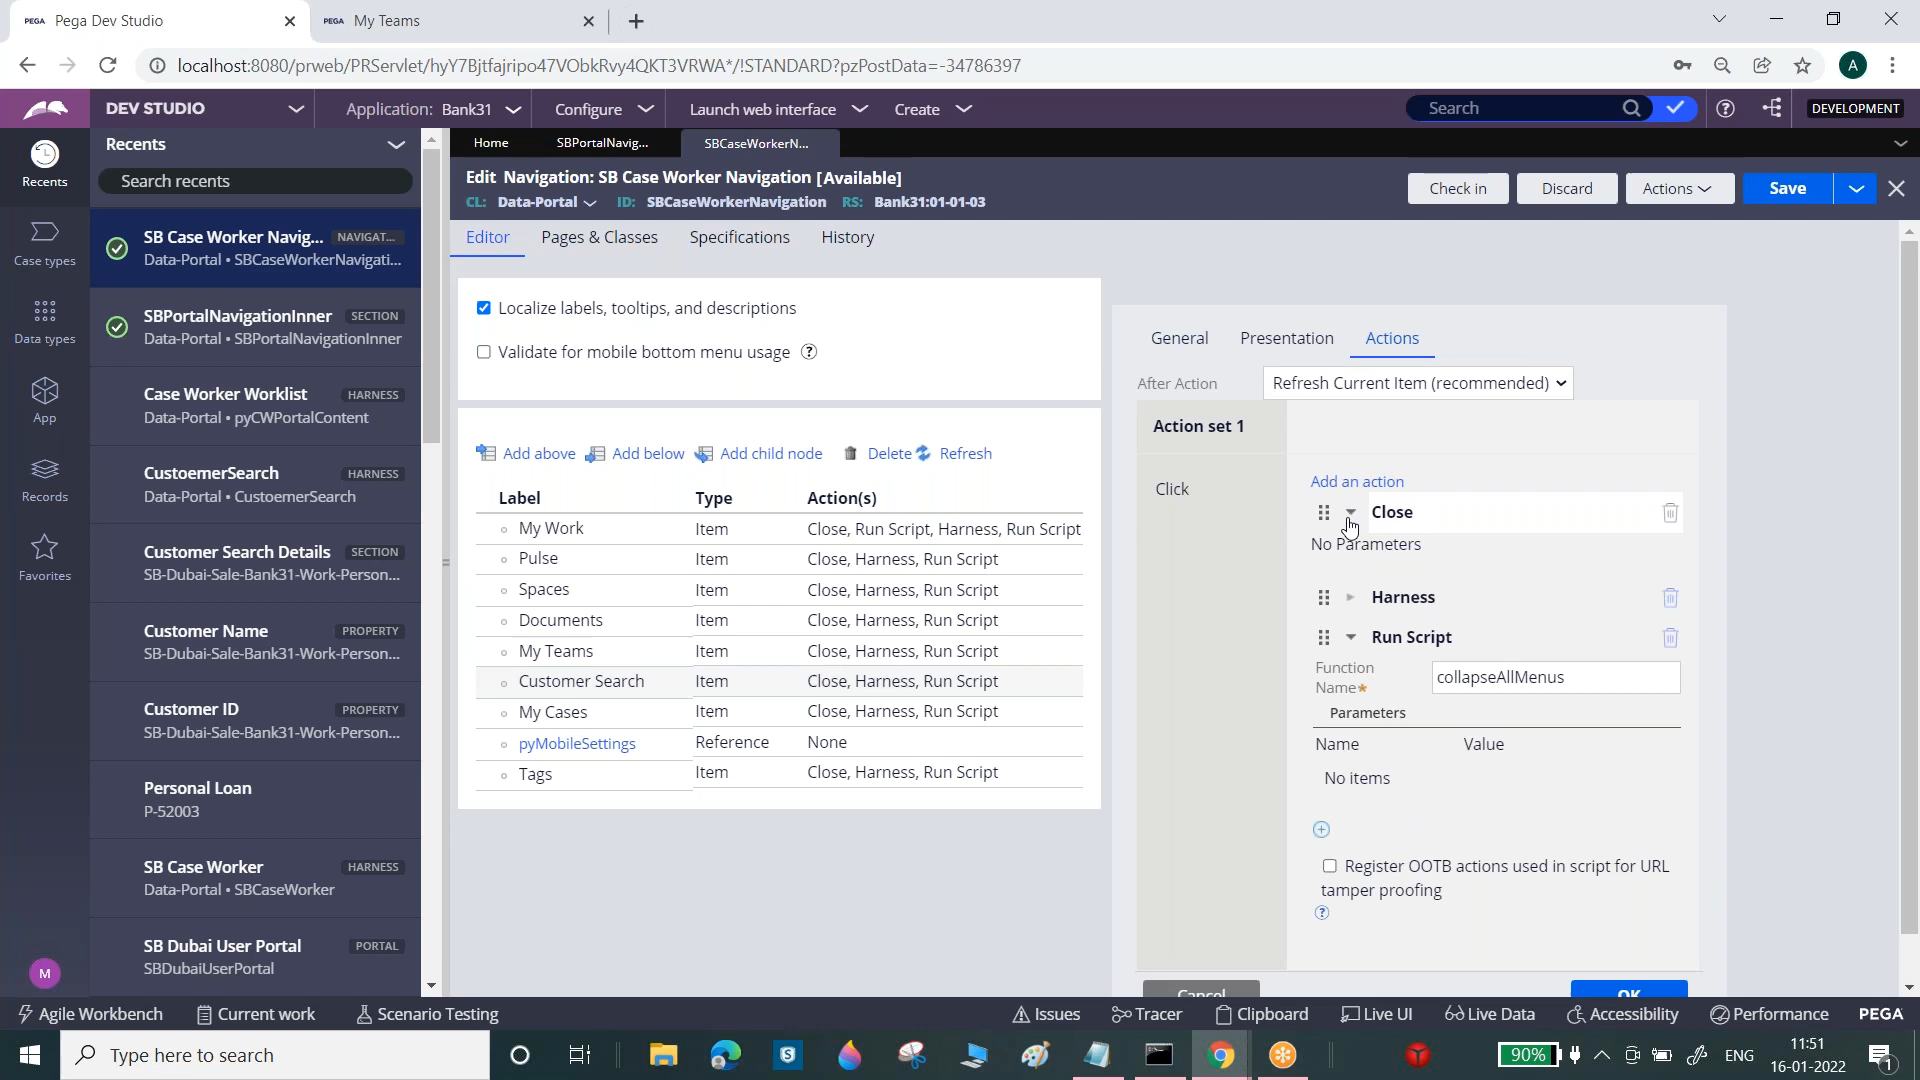 PEGA Pega Dev Studio
PEGA My Teams
localhost:8080/prweb/PRServlet/hyY7Bjtfajripo47VObkRvy4QKT3VRWA*/!STANDARD?pzPostData=-34786397
A
DEV STUDIO
Application: Bank31
Configure
Launch web interface
Create
Search
DEVELOPMENT
Recents
Case types
Data types
App
Records
Favorites
M
Recents
Search recents
SB Case Worker Navig... NAVIGAT...
Data-Portal • SBCaseWorkerNavigati...
SBPortalNavigationInner SECTION
Data-Portal • SBPortalNavigationInner
Case Worker Worklist HARNESS
Data-Portal • pyCWPortalContent
CustoemerSearch HARNESS
Data-Portal • CustoemerSearch
Customer Search Details SECTION
SB-Dubai-Sale-Bank31-Work-Person...
Customer Name PROPERTY
SB-Dubai-Sale-Bank31-Work-Person...
Customer ID PROPERTY
SB-Dubai-Sale-Bank31-Work-Person...
Personal Loan
P-52003
SB Case Worker HARNESS
Data-Portal • SBCaseWorker
SB Dubai User Portal PORTAL
SBDubaiUserPortal
Home
SBPortalNavig...
SBCaseWorkerN...
Edit Navigation: SB Case Worker Navigation [Available]
CL: Data-Portal ID: SBCaseWorkerNavigation RS: Bank31:01-01-03
Check in
Discard
Actions
Save
Editor
Pages & Classes
Specifications
History
Localize labels, tooltips, and descriptions
Validate for mobile bottom menu usage ?
Add above
Add below
Add child node
Delete
Refresh
Label Type Action(s)
My Work Item Close, Run Script, Harness, Run Script
Pulse Item Close, Harness, Run Script
Spaces Item Close, Harness, Run Script
Documents Item Close, Harness, Run Script
My Teams Item Close, Harness, Run Script
Customer Search Item Close, Harness, Run Script
My Cases Item Close, Harness, Run Script
pyMobileSettings Reference None
Tags Item Close, Harness, Run Script
General
Presentation
Actions
After Action Refresh Current Item (recommended)
Action set 1
Click
Add an action
Close
No Parameters
Harness
Run Script
Function
Name* collapseAllMenus
Parameters
Name Value
No items
Register OOTB actions used in script for URL
tamper proofing
?
Cancel
OK
Agile Workbench
Current work
Scenario Testing
Issues
Tracer
Clipboard
Live UI
Live Data
Accessibility
Performance
PEGA
Type here to search
S
90%
ENG
11:51
16-01-2022
1